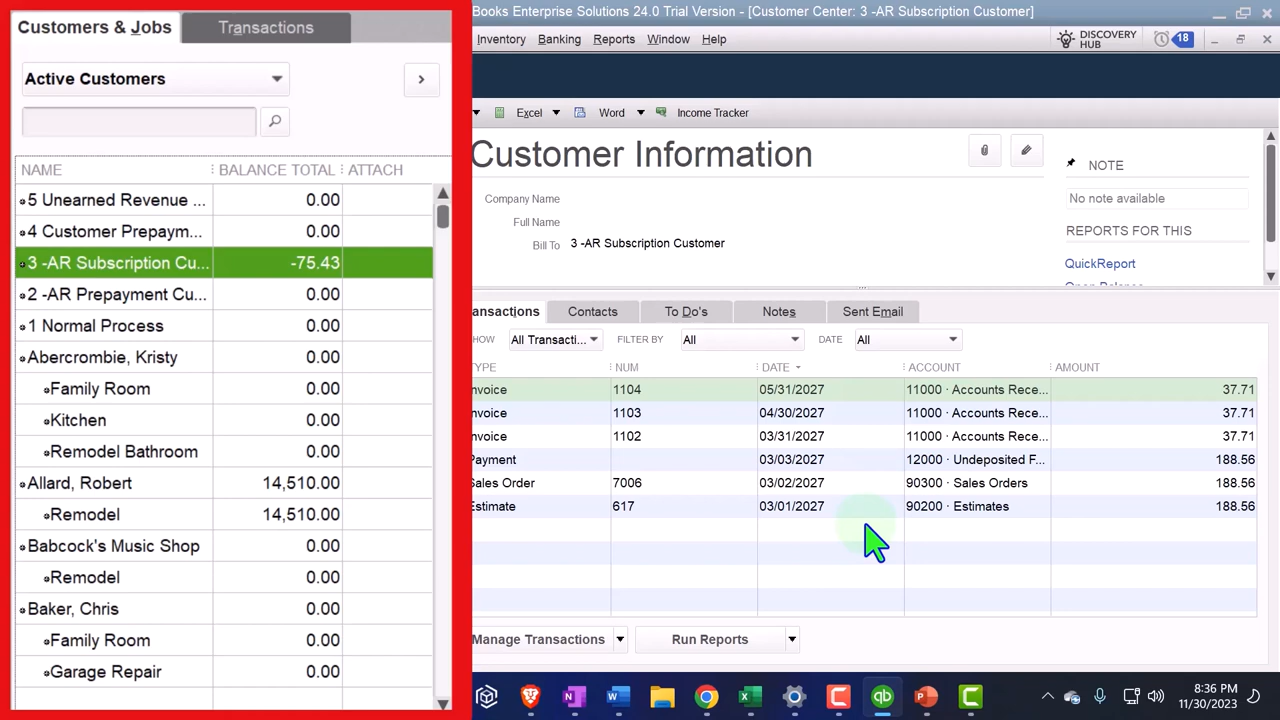 Customers & Jobs
Transactions
Active Customers
NAME BALANCE TOTAL ATTACH
5 Unearned Revenue ... 0.00
4 Customer Prepaym... 0.00
3 -AR Subscription Cu... -75.43
2 -AR Prepayment Cu... 0.00
1 Normal Process 0.00
Abercrombie, Kristy 0.00
Family Room 0.00
Kitchen 0.00
Remodel Bathroom 0.00
Allard, Robert 14,510.00
Remodel 14,510.00
Babcock's Music Shop 0.00
Remodel 0.00
Baker, Chris 0.00
Family Room 0.00
Garage Repair 0.00
Books Enterprise Solutions 24.0 Trial Version - [Customer Center: 3 -AR Subscription Customer]
Inventory Banking Reports Window Help
DISCOVERY
HUB
18
Excel Word Income Tracker
Customer Information
Company Name
Full Name
Bill To 3 -AR Subscription Customer
NOTE
No note available
REPORTS FOR THIS
QuickReport
Open Balance
ansactions Contacts To Do's Notes Sent Email
HOW All Transacti... FILTER BY All DATE All
TYPE NUM DATE ACCOUNT AMOUNT
nvoice 1104 05/31/2027 11000 · Accounts Rece... 37.71
nvoice 1103 04/30/2027 11000 · Accounts Rece... 37.71
nvoice 1102 03/31/2027 11000 · Accounts Rece... 37.71
Payment 03/03/2027 12000 · Undeposited F... 188.56
Sales Order 7006 03/02/2027 90300 · Sales Orders 188.56
Estimate 617 03/01/2027 90200 · Estimates 188.56
Manage Transactions Run Reports
8:36 PM
11/30/2023